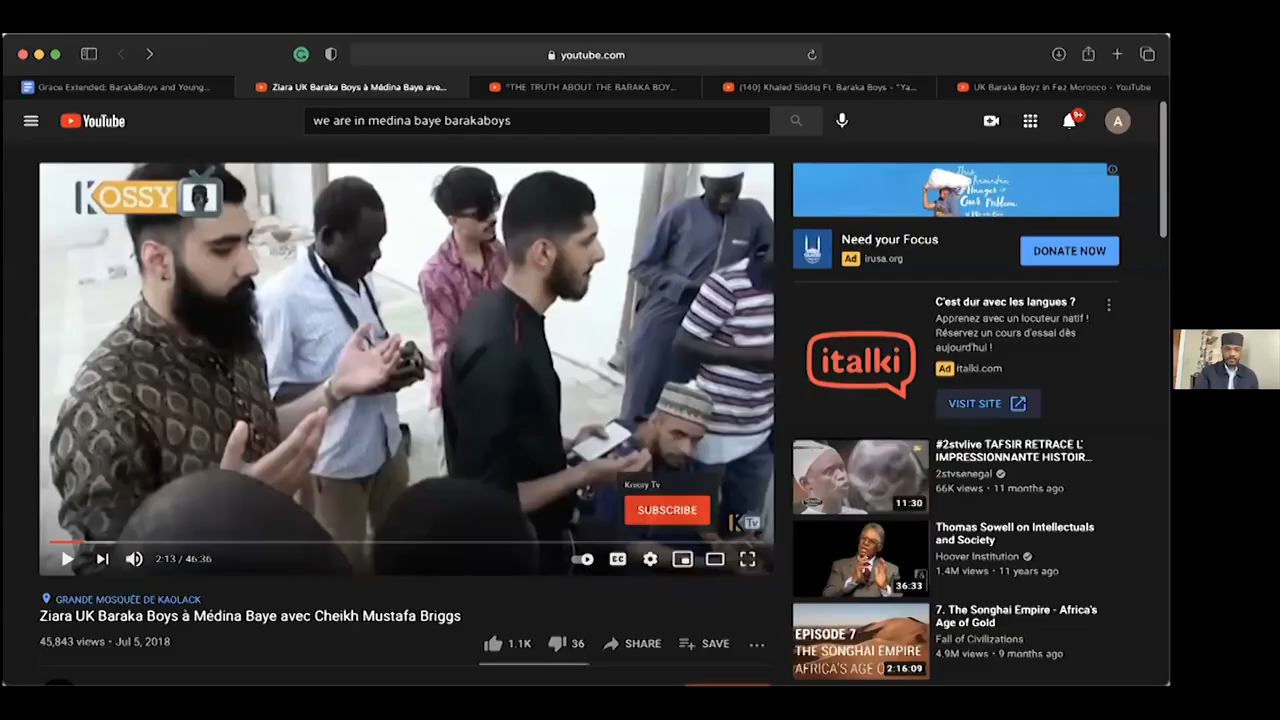 youtube.com
Grace Extended: BarakaBoys and Young...
Ziara UK Baraka Boys à Médina Baye ave...
"THE TRUTH ABOUT THE BARAKA BOY...
(140) Khaled Siddiq Ft. Baraka Boys - "Ya...
UK Baraka Boyz in Fez Morocco - YouTube
YouTube
we are in medina baye barakaboys
9+
A
KOSSY
This
Ramadan
Hunger is
Our Problem.
Need your Focus
Ad irusa.org
DONATE NOW
C'est dur avec les langues ?
Apprenez avec un locuteur natif !
Réservez un cours d'essai dès
aujourd'hui !
italki
Ad italki.com
VISIT SITE
#2stvlive TAFSIR RETRACE L'
IMPRESSIONNANTE HISTOIR...
2stvsenegal
66K views • 11 months ago
11:30
Kossy Tv
SUBSCRIBE
K Tv
Thomas Sowell on Intellectuals
and Society
Hoover Institution
1.4M views • 11 years ago
36:33
2:13 / 46:36
CC
GRANDE MOSQUÉE DE KAOLACK
Ziara UK Baraka Boys à Médina Baye avec Cheikh Mustafa Briggs
45,843 views • Jul 5, 2018
1.1K
36
SHARE
SAVE
7. The Songhai Empire - Africa's
Age of Gold
Fall of Civilizations
4.9M views • 9 months ago
EPISODE 7
THE SONGHAI EMPIRE
AFRICA'S AGE O
2:16:09